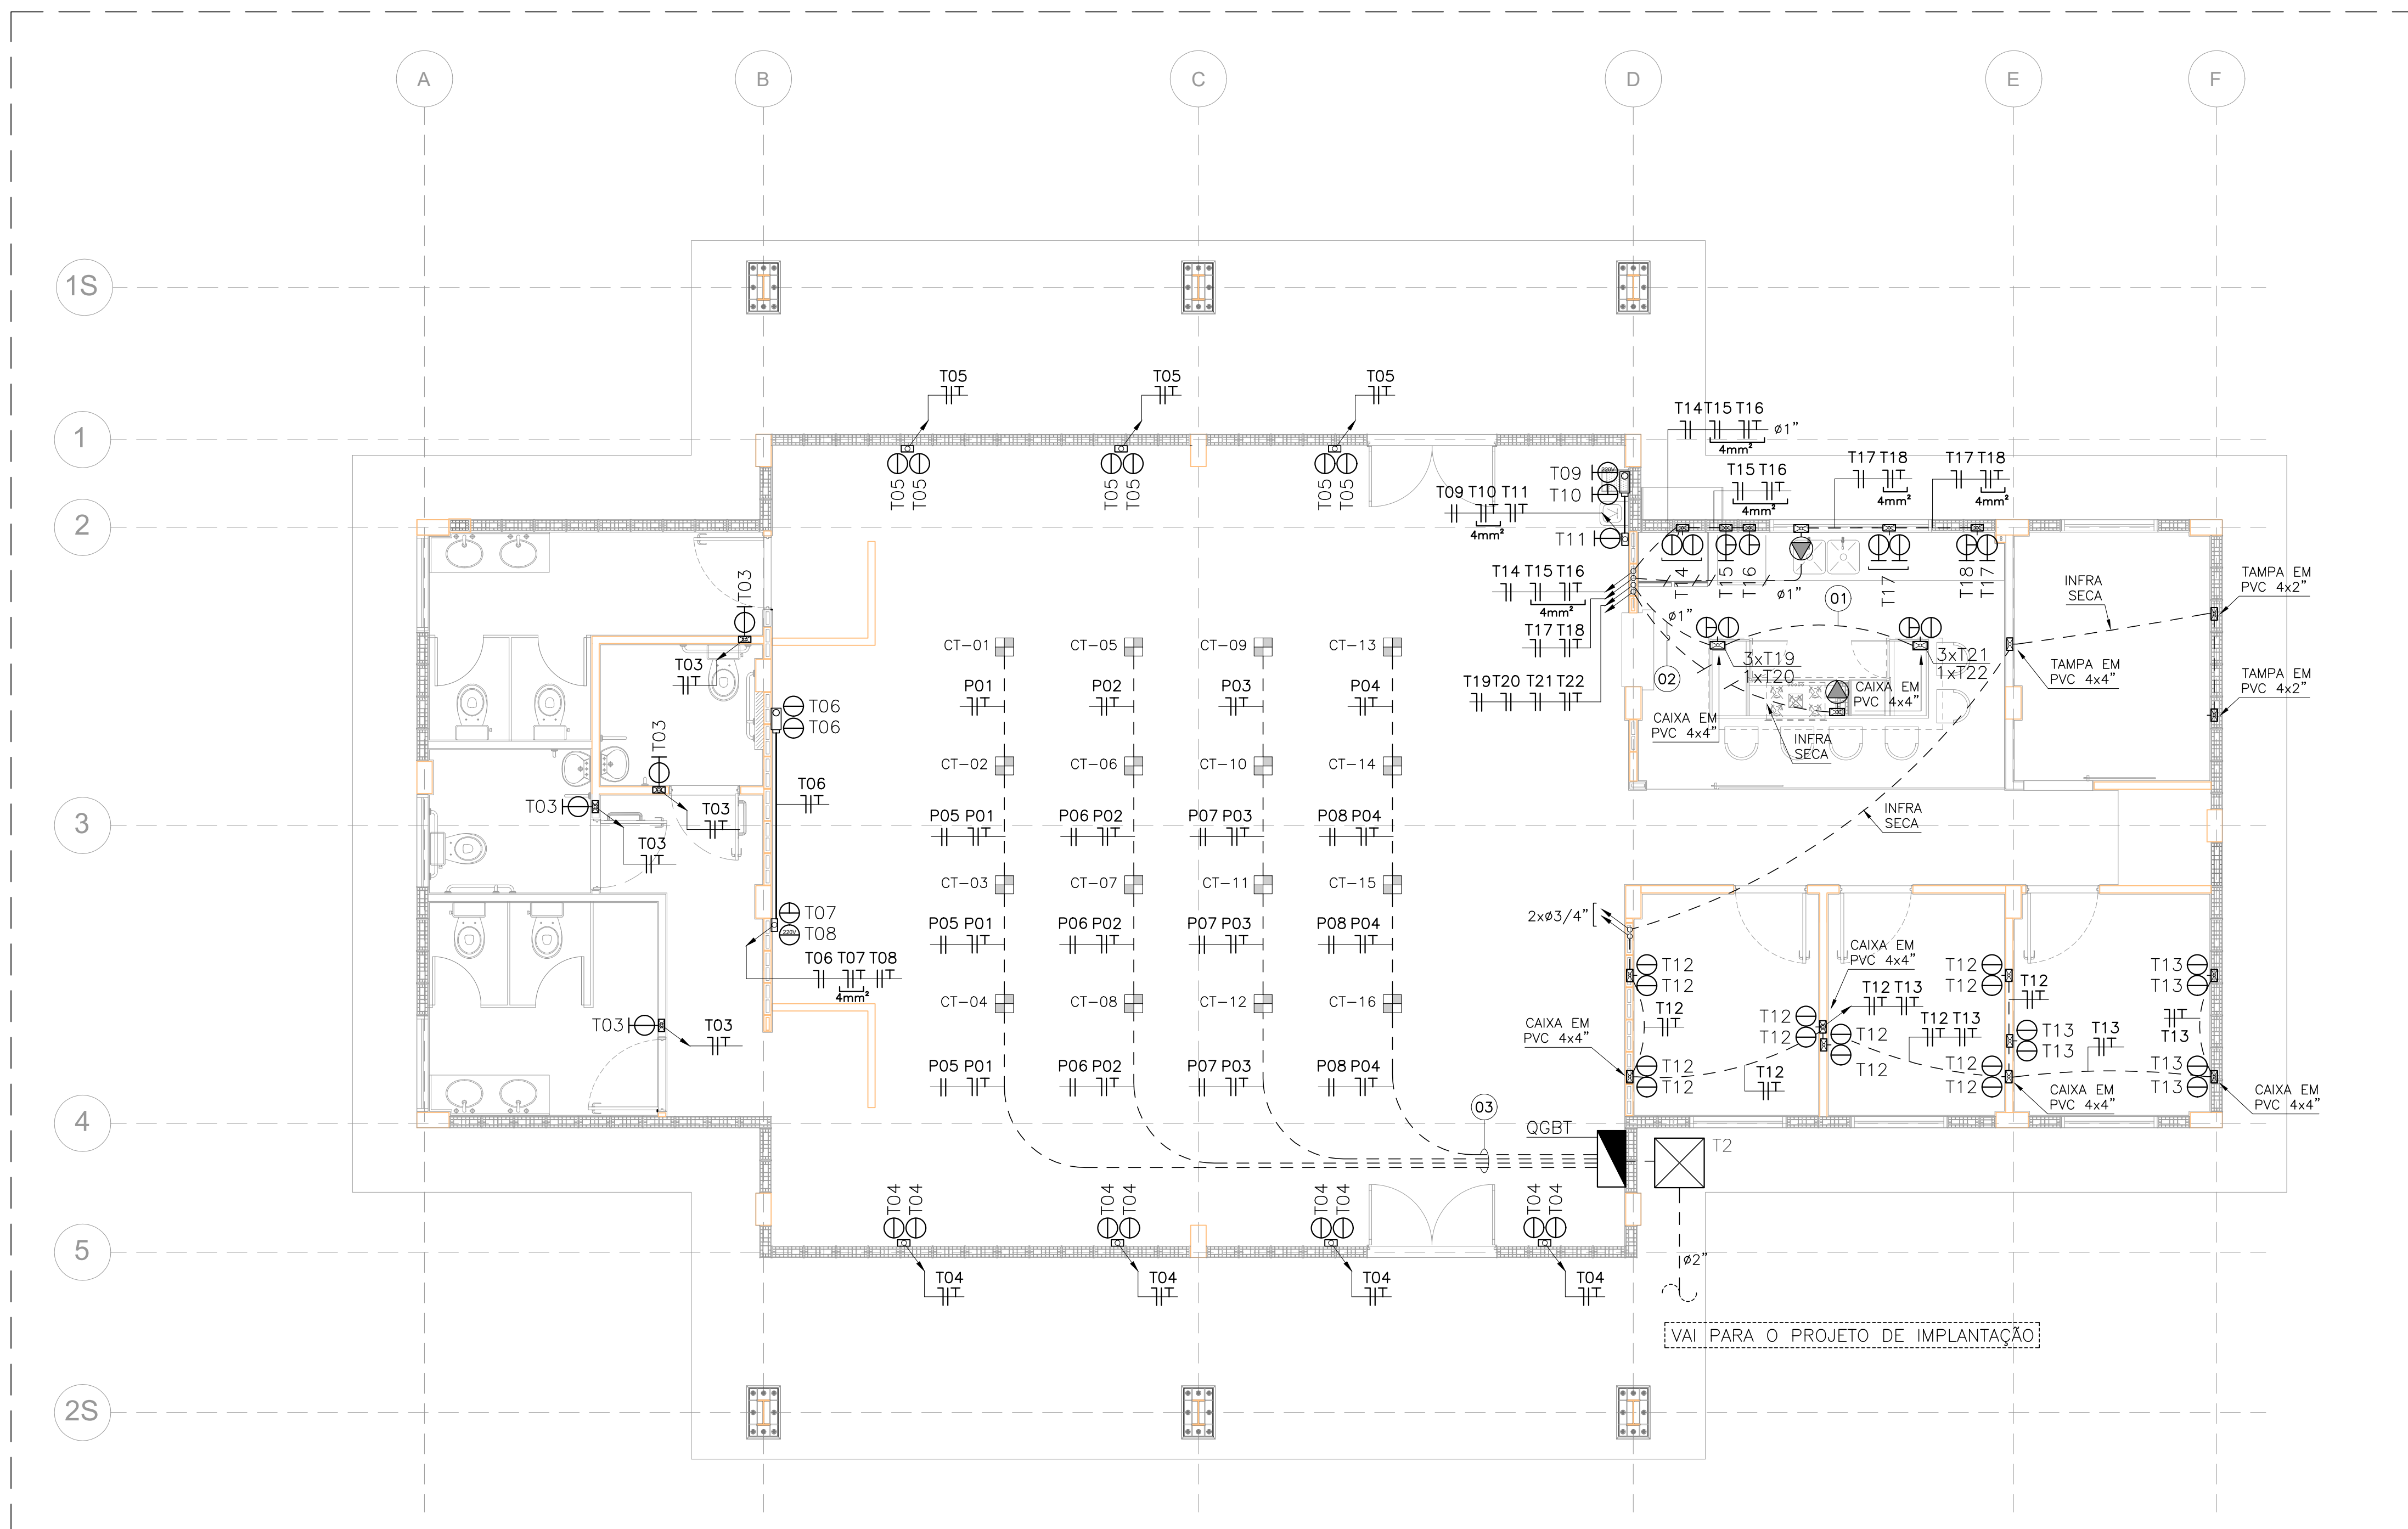 A B C D E F
1S
1
2
3
4
5
2S
T05 T05 T05
T05 T05 T05 T05 T05 T05
T09 220V
T10
T11
T09 T10 T11
4mm²
T14 T15 T16 ø1"
4mm²
T15 T16
4mm²
T17 T18
4mm²
T17 T18
4mm²
T14 T15 T16
4mm²
T17 T18
T19 T20 T21 T22
T14 T15 T16 T17 T18 T17
ø1"
ø1"
01
02
3xT19
1xT20
3xT21
1xT22
CAIXA EM
PVC 4x4"
CAIXA EM
PVC 4x4"
INFRA
SECA
INFRA
SECA
TAMPA EM
PVC 4x2"
TAMPA EM
PVC 4x4"
TAMPA EM
PVC 4x2"
INFRA
SECA
T03
T03
T03
T03
T03
T03
T03
T03
T06
T06
T06
T07
220V T08
T06 T07 T08
4mm²
CT-01 CT-05 CT-09 CT-13
P01 P02 P03 P04
CT-02 CT-06 CT-10 CT-14
P05 P01 P06 P02 P07 P03 P08 P04
CT-03 CT-07 CT-11 CT-15
P05 P01 P06 P02 P07 P03 P08 P04
CT-04 CT-08 CT-12 CT-16
P05 P01 P06 P02 P07 P03 P08 P04
2xø3/4"
T12
T12
T12
CAIXA EM
PVC 4x4"
T12
T12
T12
T12
T12
T12
T12
CAIXA EM
PVC 4x4"
T12 T13
T12 T13
T12
T12
T12
T12
T12
T13
T13
T13
CAIXA EM
PVC 4x4"
T13
T13
T13
T13
T13
CAIXA EM
PVC 4x4"
03
QGBT
T2
ø2"
T04 T04 T04 T04 T04 T04 T04 T04
T04 T04 T04 T04
VAI PARA O PROJETO DE IMPLANTAÇÃO